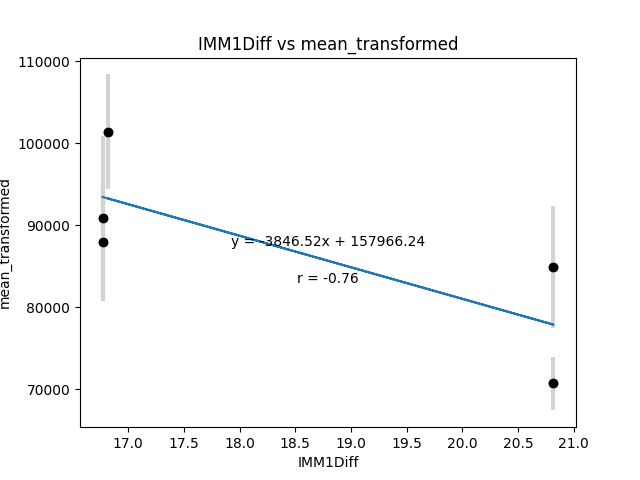 IMM1Diff vs mean_transformed
110000
100000
90000
80000
70000
mean_transformed
y = -3846.52x + 157966.24
r = -0.76
17.0 17.5 18.0 18.5 19.0 19.5 20.0 20.5 21.0
IMM1Diff